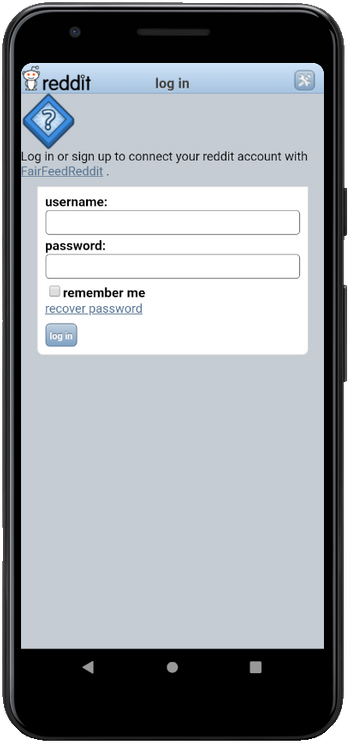 reddit log in
?
Log in or sign up to connect your reddit account with
FairFeedReddit .
username:
password:
remember me
recover password
log in